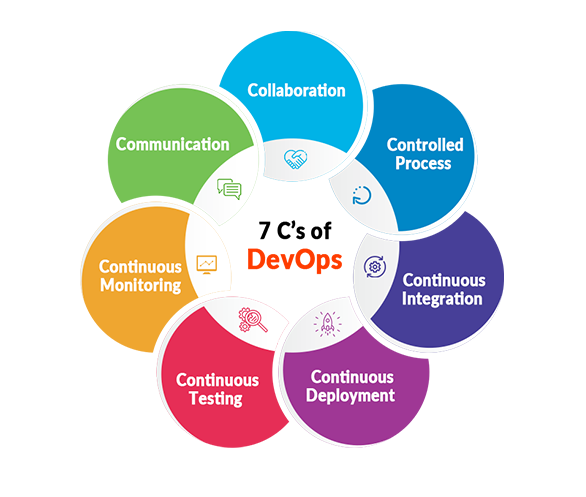 7 C's of
DevOps
Collaboration
Controlled
Process
Continuous
Integration
Continuous
Deployment
Continuous
Testing
Continuous
Monitoring
Communication